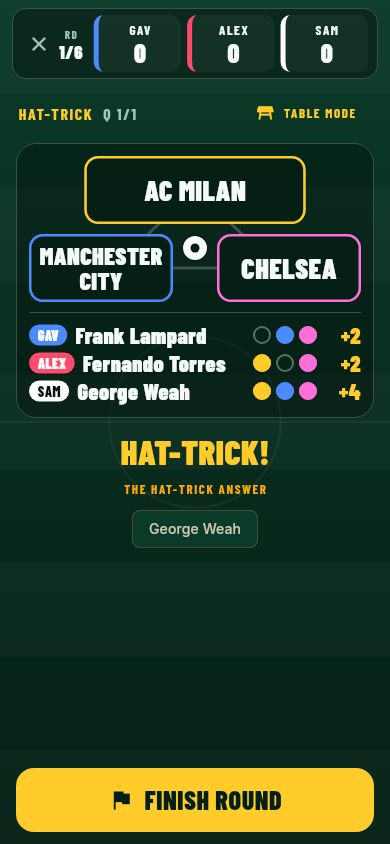 RD
1/6
GAV
0
ALEX
0
SAM
0
HAT-TRICK Q 1/1
TABLE MODE
AC MILAN
MANCHESTER
CITY
CHELSEA
GAV Frank Lampard +2
ALEX Fernando Torres +2
SAM George Weah +4
HAT-TRICK!
THE HAT-TRICK ANSWER
George Weah
FINISH ROUND